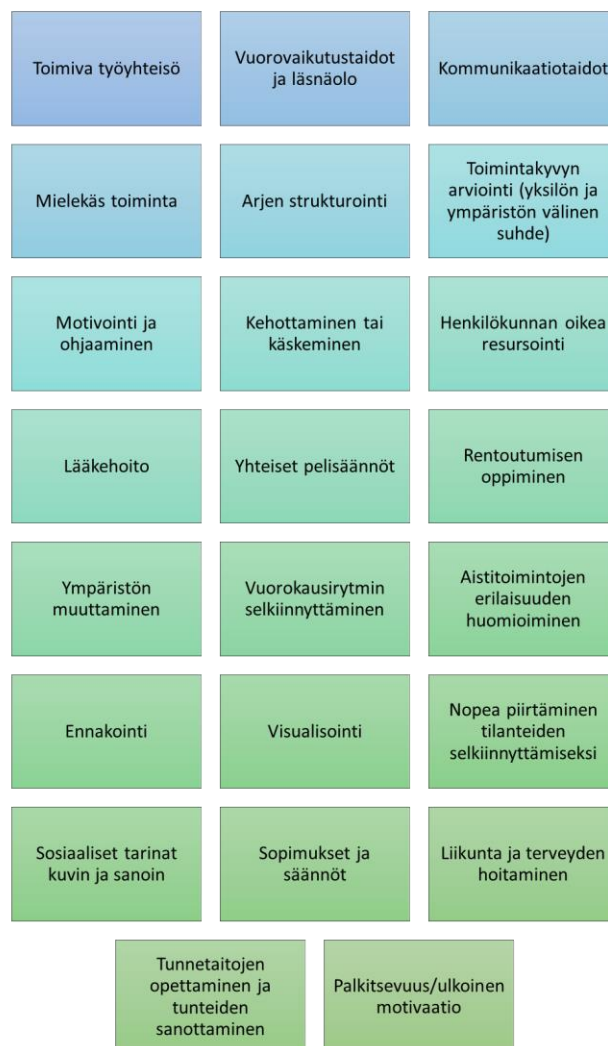 Toimiva työyhteisö
Vuorovaikutustaidot
ja läsnäolo
Kommunikaatiotaidot
Mielekäs toiminta
Arjen strukturointi
Toimintakyvyn
arviointi (yksilön ja
ympäristön välinen
suhde)
Motivointi ja
ohjaaminen
Kehottaminen tai
käskeminen
Henkilökunnan oikea
resursointi
Lääkehoito
Yhteiset pelisäännöt
Rentoutumisen
oppiminen
Ympäristön
muuttaminen
Vuorokausirytmin
selkiinnyttäminen
Aistitoimintojen
erilaisuuden
huomioiminen
Ennakointi
Visualisointi
Nopea piirtäminen
tilanteiden
selkiinnyttämiseksi
Sosiaaliset tarinat
kuvin ja sanoin
Sopimukset ja
säännöt
Liikunta ja terveyden
hoitaminen
Tunnetaitojen
opettaminen ja
tunteiden
sanottaminen
Palkitsevuus/ulkoinen
motivaatio